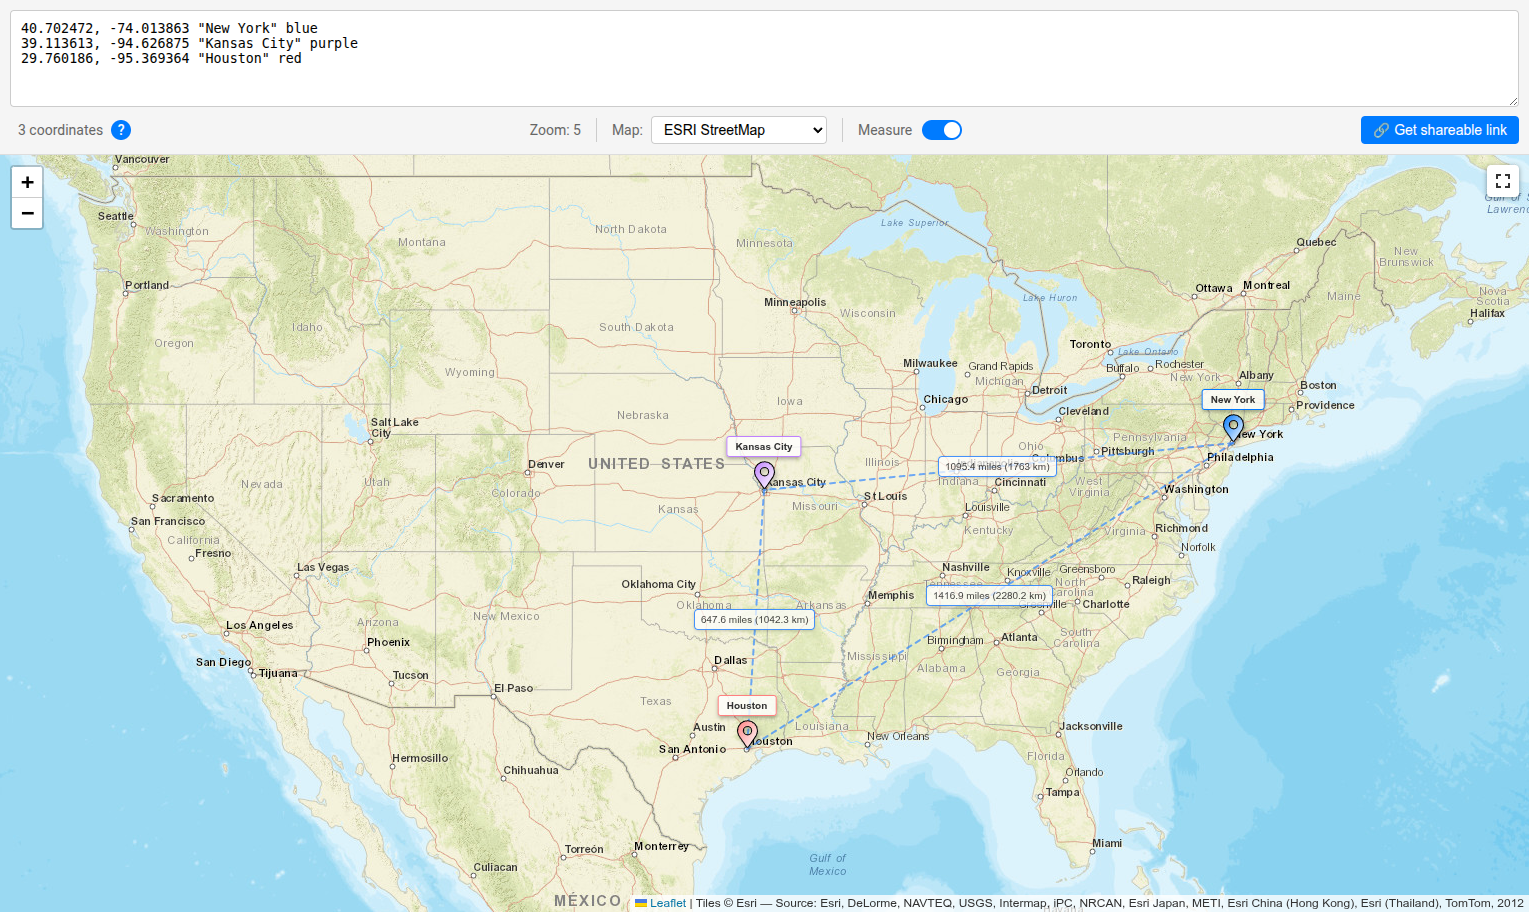 40.702472, -74.013863 "New York" blue
39.113613, -94.626875 "Kansas City" purple
29.760186, -95.369364 "Houston" red
3 coordinates ?
Zoom: 5
Map: ESRI StreetMap
Measure
Get shareable link
+
−
Vancouver
Seattle
Washington
Montana
North Dakota
Minnesota
Lake Superior
Quebec
New
Brunswick
Gulf of
Lawrence
Portland
Minneapolis
Ottawa
Montreal
Lake Huron
Maine
Nova
Scotia
Halifax
Idaho
South Dakota
Wisconsin
Oregon
Toronto
Lake Ontario
Wyoming
Milwaukee
Grand Rapids
Michigan
Buffalo
Rochester
New York
Albany
Detroit
Boston
Iowa
Chicago
New York
Providence
Nebraska
Cleveland
Salt Lake
City
Kansas City
New York
Pennsylvania
Ohio
Pittsburgh
Philadelphia
Denver
UNITED STATES
Illinois
1095.4 miles (1763 km)
Columbus
Nevada
Utah
Kansas City
Indiana
Cincinnati
West
Virginia
Washington
Colorado
Sacramento
St Louis
Kansas
Missouri
Louisville
San Francisco
Kentucky
Virginia
Richmond
California
Fresno
Norfolk
Las Vegas
Nashville
Knoxville
Greensboro
Oklahoma City
Tennessee
North
Carolina
Raleigh
Memphis
1416.9 miles (2280.2 km)
Greenville
Charlotte
Oklahoma
Arkansas
New Mexico
Arizona
647.6 miles (1042.3 km)
Los Angeles
Phoenix
Birmingham
Atlanta
South
Carolina
San Diego
Tijuana
Dallas
Mississippi
Alabama
Georgia
Tucson
El Paso
Texas
Houston
Austin
Louisiana
Jacksonville
San Antonio
Houston
New Orleans
Hermosillo
Florida
Chihuahua
Orlando
Tampa
Miami
Torreón
Monterrey
Gulf of
Mexico
Culiacan
MÉXICO
Leaflet | Tiles © Esri — Source: Esri, DeLorme, NAVTEQ, USGS, Intermap, iPC, NRCAN, Esri Japan, METI, Esri China (Hong Kong), Esri (Thailand), TomTom, 2012